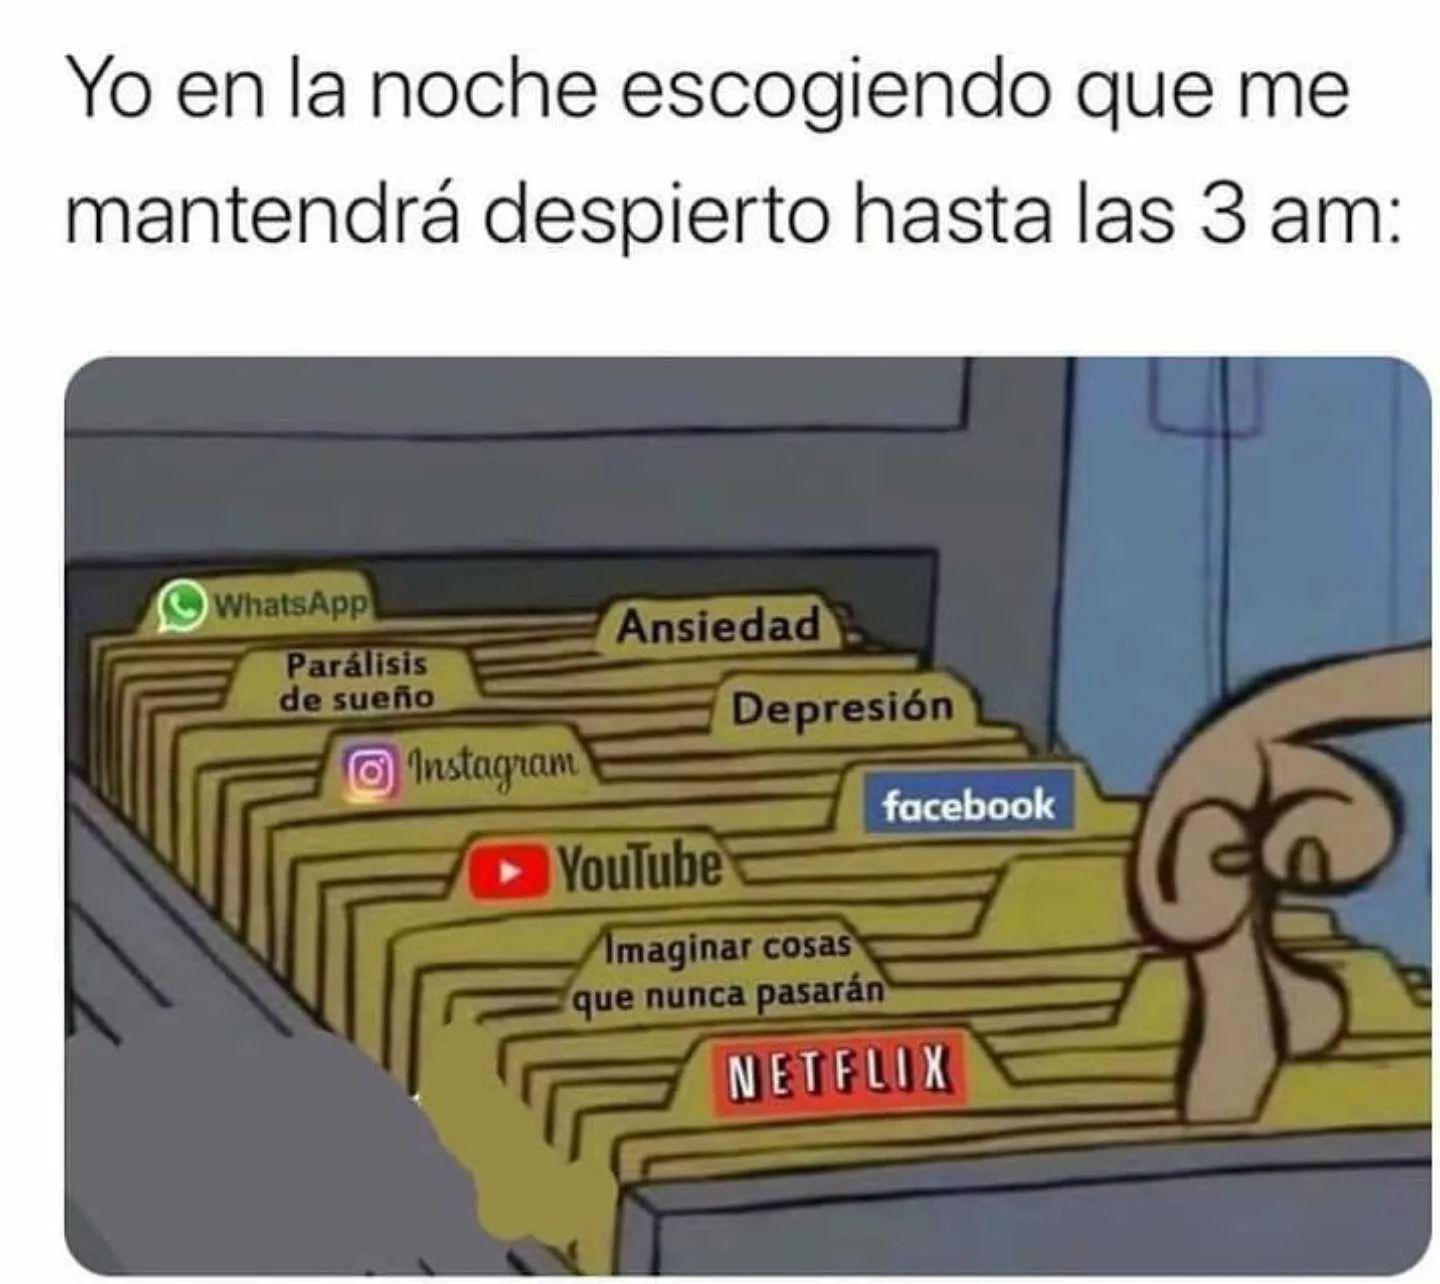 Yo en la noche escogiendo que me
mantendrá despierto hasta las 3 am:
WhatsApp
Ansiedad
Parálisis
de sueño
Depresión
Instagram
facebook
YouTube
Imaginar cosas
que nunca pasarán
NETFLIX